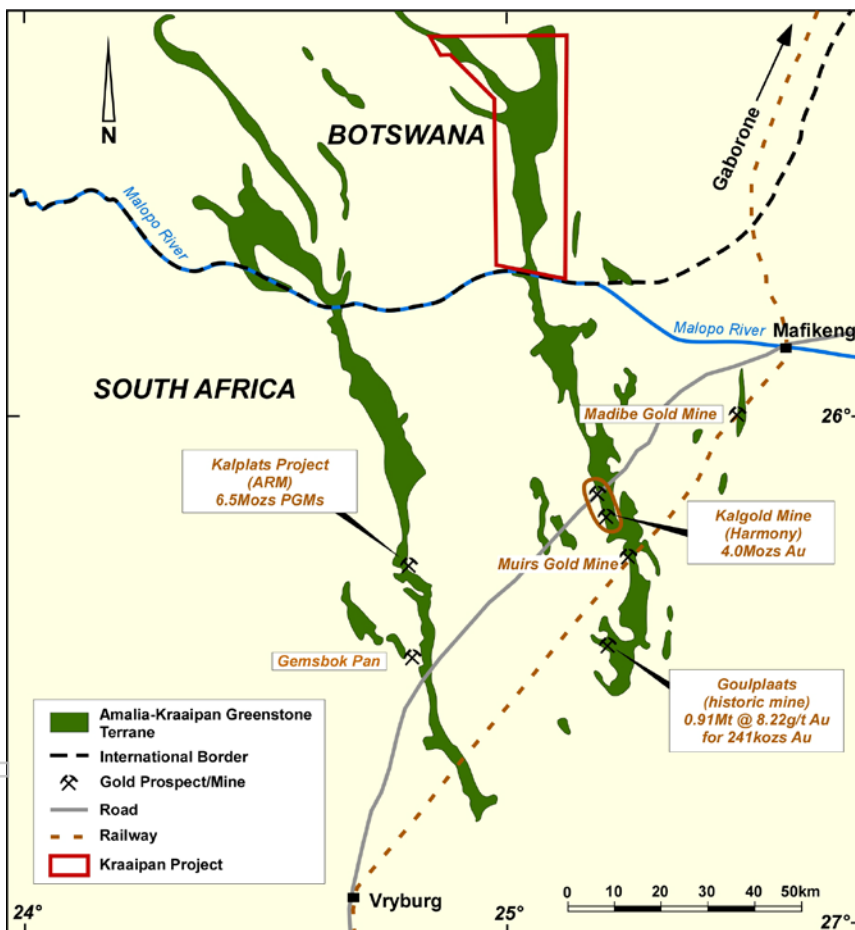 N
BOTSWANA
Gaborone
Malopo River
Malopo River
Mafikeng
SOUTH AFRICA
Madibe Gold Mine
26°
Kalplats Project
(ARM)
6.5Mozs PGMs
Kalgold Mine
(Harmony)
4.0Mozs Au
Muirs Gold Mine
Gemsbok Pan
Goulplaats
(historic mine)
0.91Mt @ 8.22g/t Au
for 241kozs Au
Amalia-Kraaipan Greenstone
Terrane
International Border
Gold Prospect/Mine
Road
Railway
Kraaipan Project
Vryburg
0 10 20 30 40 50km
24°
25°
27°